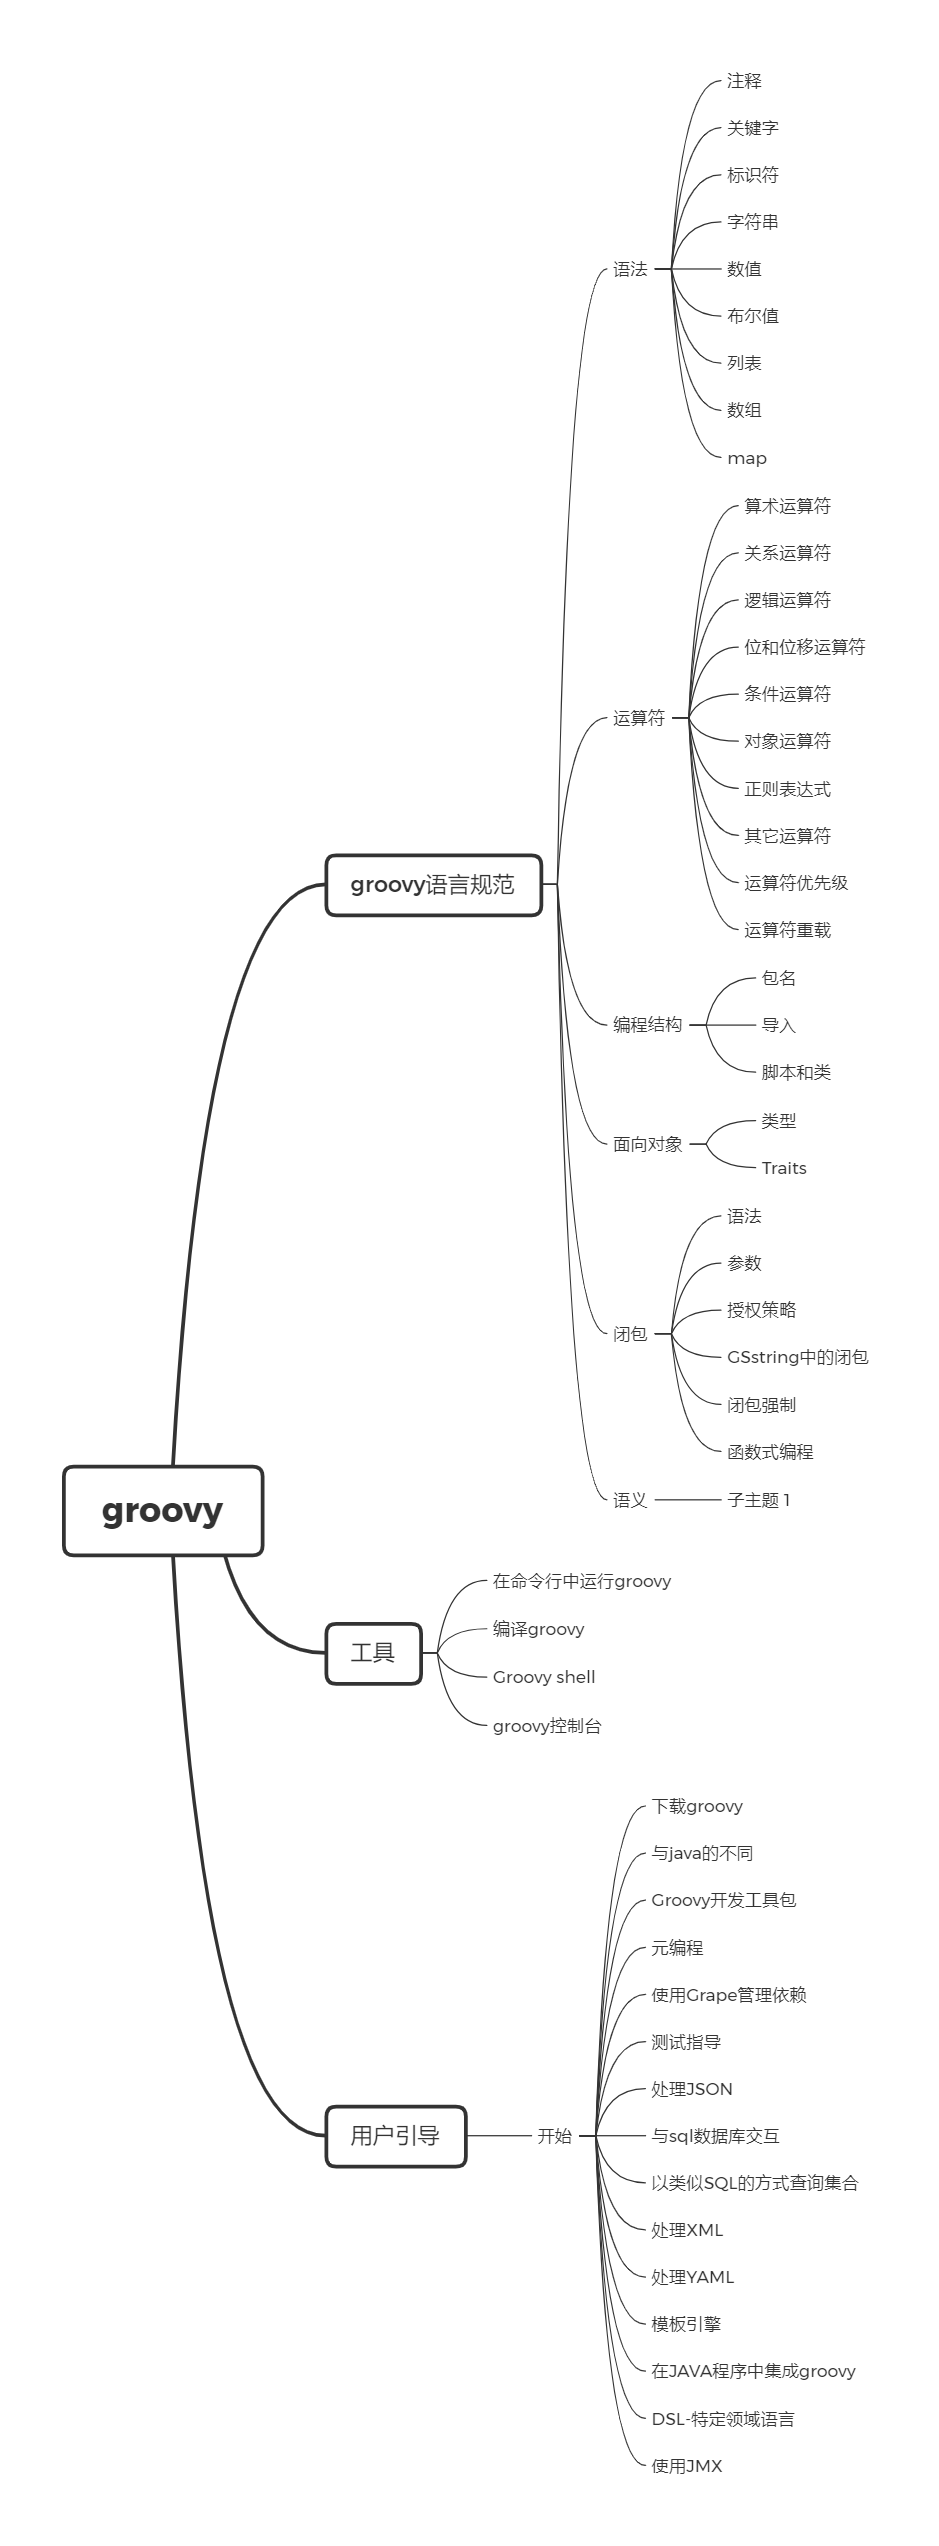 groovy
groovy语言规范
语法
注释
关键字
标识符
字符串
数值
布尔值
列表
数组
map
运算符
算术运算符
关系运算符
逻辑运算符
位和位移运算符
条件运算符
对象运算符
正则表达式
其它运算符
运算符优先级
运算符重载
编程结构
包名
导入
脚本和类
面向对象
类型
Traits
闭包
语法
参数
授权策略
GSstring中的闭包
闭包强制
函数式编程
语义
子主题 1
工具
在命令行中运行groovy
编译groovy
Groovy shell
groovy控制台
用户引导
开始
下载groovy
与java的不同
Groovy开发工具包
元编程
使用Grape管理依赖
测试指导
处理JSON
与sql数据库交互
以类似SQL的方式查询集合
处理XML
处理YAML
模板引擎
在JAVA程序中集成groovy
DSL-特定领域语言
使用JMX